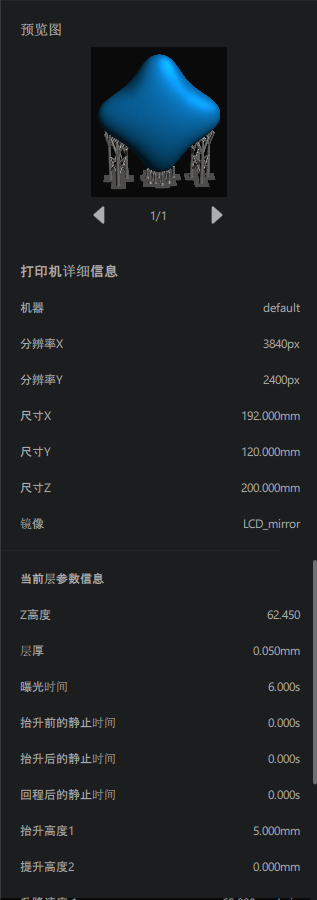 预览图
1/1
打印机详细信息
机器 default
分辨率X 3840px
分辨率Y 2400px
尺寸X 192.000mm
尺寸Y 120.000mm
尺寸Z 200.000mm
镜像 LCD_mirror
当前层参数信息
Z高度 62.450
层厚 0.050mm
曝光时间 6.000s
抬升前的静止时间 0.000s
抬升后的静止时间 0.000s
回程后的静止时间 0.000s
抬升高度1 5.000mm
提升高度2 0.000mm